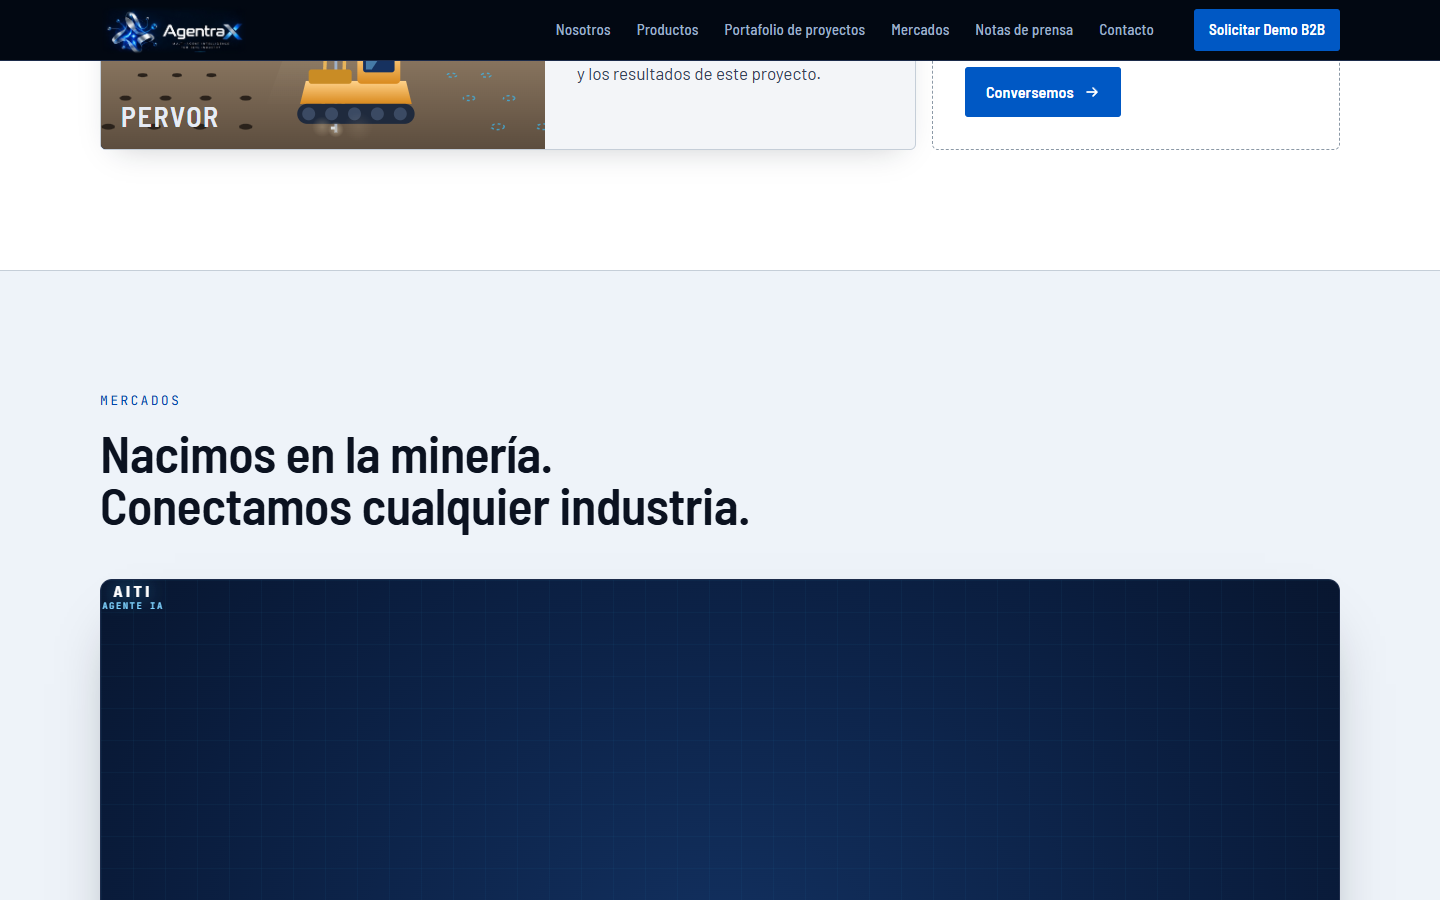 AgentraX
Nosotros
Productos
Portafolio de proyectos
Mercados
Notas de prensa
Contacto
Solicitar Demo B2B
PERVOR
y los resultados de este proyecto.
Conversemos
MERCADOS
Nacimos en la minería.
Conectamos cualquier industria.
AITI
AGENTE IA